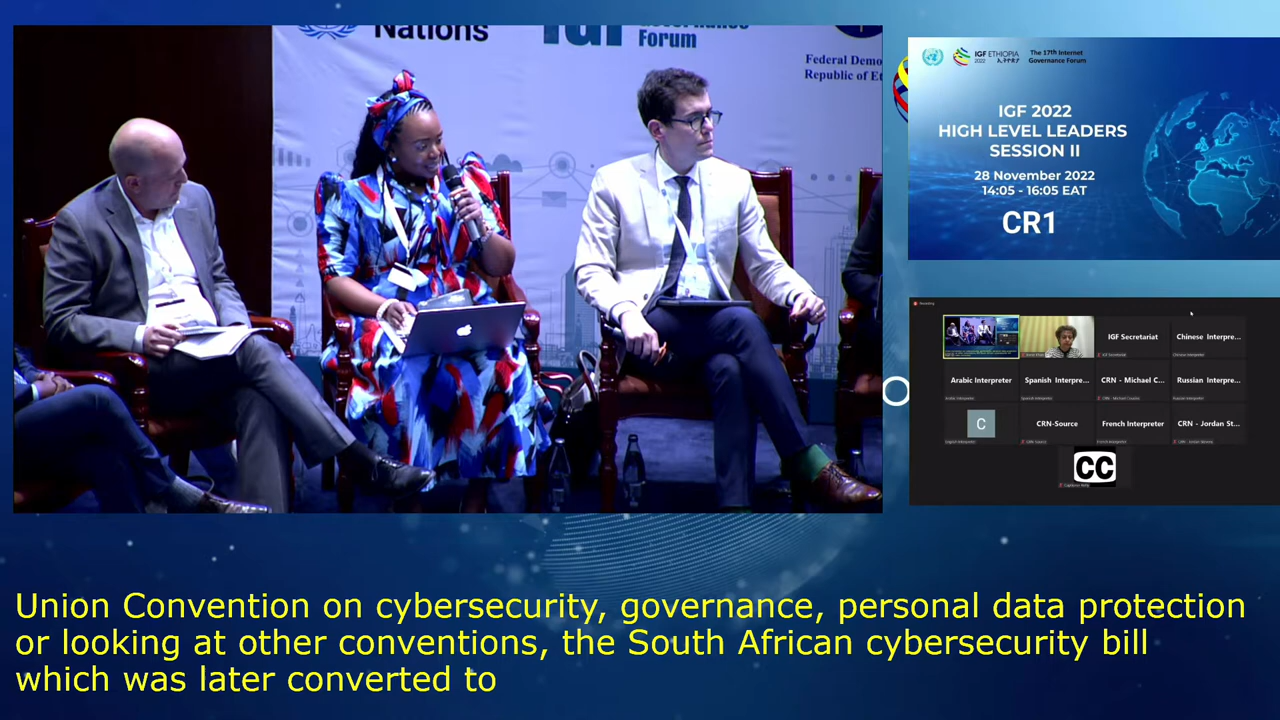 Nations
Forum
Federal Demo
Republic of Et
IGF ETHIOPIA
2022
ኢትዮጵያ
The 17th Internet
Governance Forum
IGF 2022
HIGH LEVEL LEADERS
SESSION II
28 November 2022
14:05 - 16:05 EAT
CR1
IGF Secretariat
Chinese Interpre...
Arabic Interpreter
Spanish Interpre...
CRN - Michael C...
Russian Interpre...
C
CRN-Source
French Interpreter
CRN - Jordan St...
CC
Union Convention on cybersecurity, governance, personal data protection
or looking at other conventions, the South African cybersecurity bill
which was later converted to